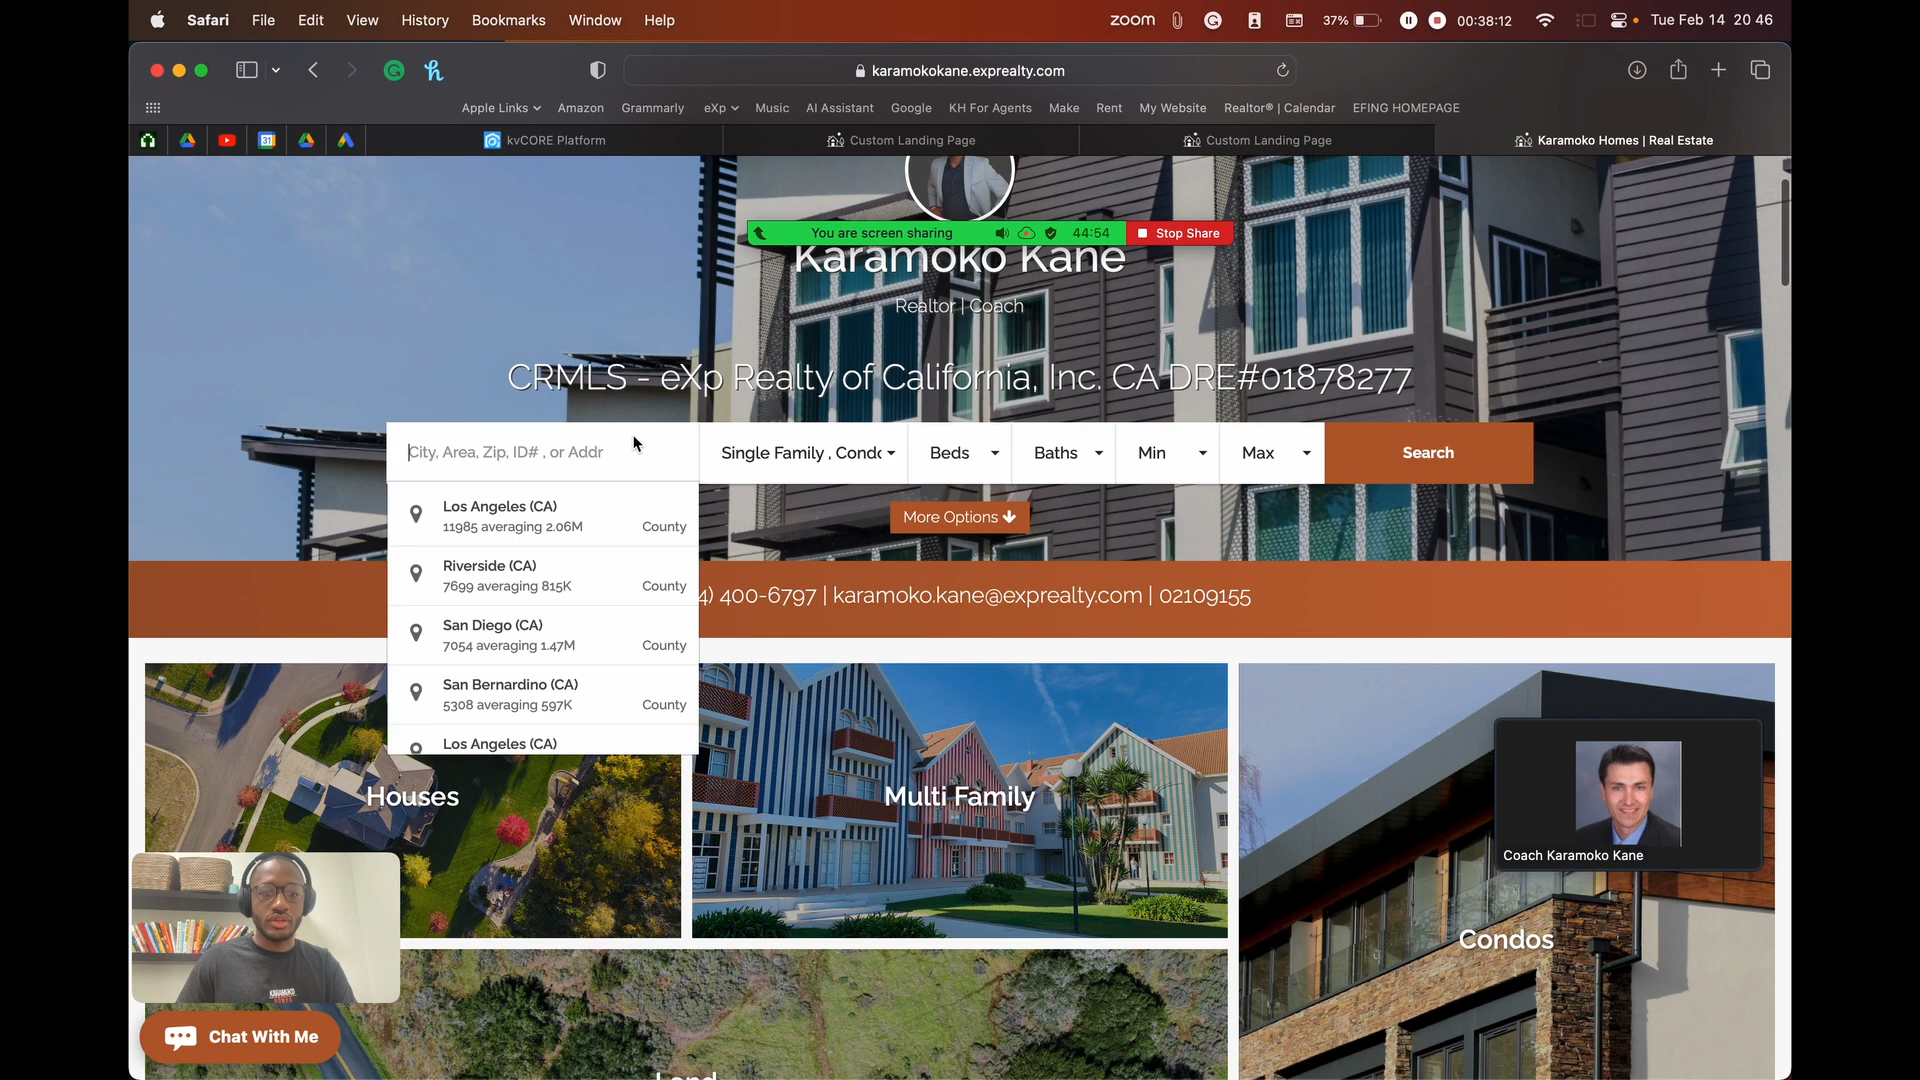 Safari File Edit View History Bookmarks Window Help
zoom 37% 00:38:12 Tue Feb 14 20 46
karamokokane.exprealty.com
Apple Links Amazon Grammarly eXp Music AI Assistant Google KH For Agents Make Rent My Website Realtor® | Calendar EFING HOMEPAGE
31 kvCORE Platform Custom Landing Page Custom Landing Page Karamoko Homes | Real Estate
You are screen sharing 44:54 Stop Share
Karamoko Kane
Realtor | Coach
CRMLS - eXp Realty of California, Inc. CA DRE#01878277
City, Area, Zip, ID# , or Addr Single Family , Condo Beds Baths Min Max Search
More Options
Los Angeles (CA)
11985 averaging 2.06M County
Riverside (CA)
7699 averaging 815K County
San Diego (CA)
7054 averaging 1.47M County
San Bernardino (CA)
5308 averaging 597K County
Los Angeles (CA)
4) 400-6797 | karamoko.kane@exprealty.com | 02109155
Houses
Multi Family
Condos
Coach Karamoko Kane
KARAMOKO
Chat With Me
Land